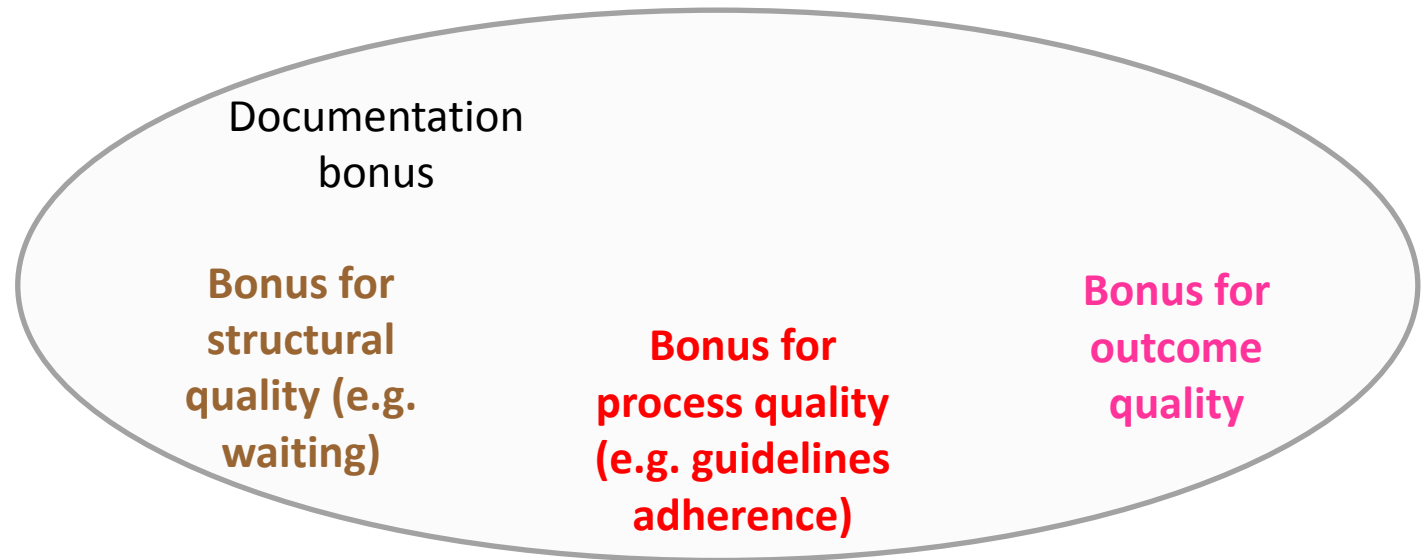 Documentation
bonus
Bonus for
structural
quality (e.g.
waiting)
Bonus for
process quality
(e.g. guidelines
adherence)
Bonus for
outcome
quality